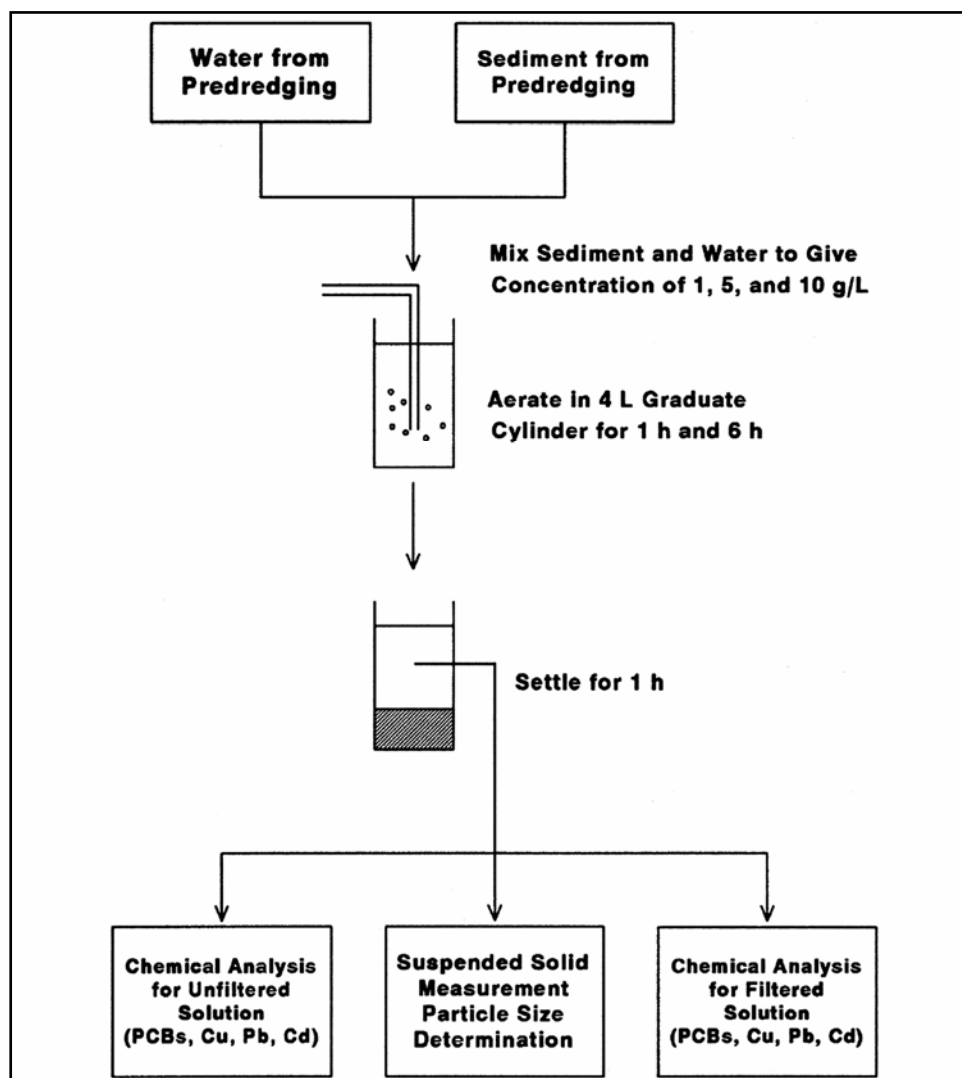 Water from
Predredging
Sediment from
Predredging
Mix Sediment and Water to Give
Concentration of 1, 5, and 10 g/L
Aerate in 4 L Graduate
Cylinder for 1 h and 6 h
Settle for 1 h
Chemical Analysis
for Unfiltered
Solution
(PCBs, Cu, Pb, Cd)
Suspended Solid
Measurement
Particle Size
Determination
Chemical Analysis
for Filtered
Solution
(PCBs, Cu, Pb, Cd)